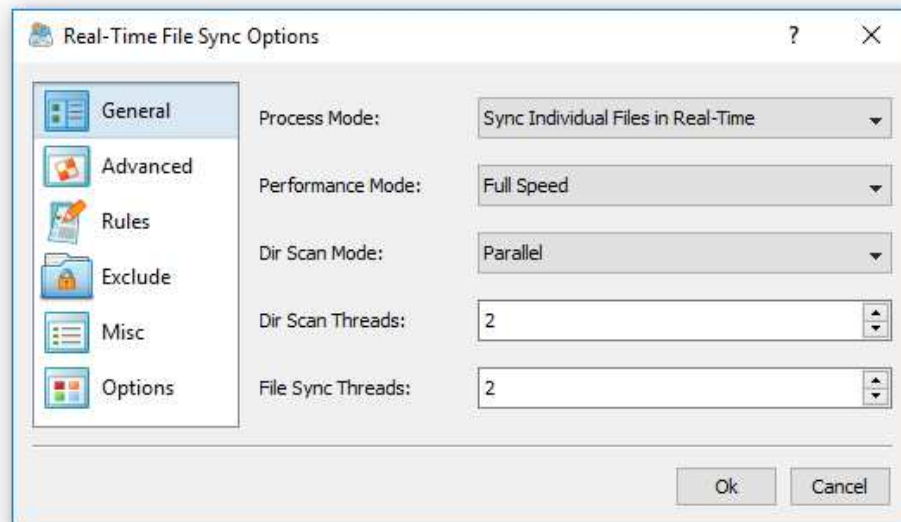 Real-Time File Sync Options
?
General
Advanced
Rules
Exclude
Misc
Options
Process Mode: Sync Individual Files in Real-Time
Performance Mode: Full Speed
Dir Scan Mode: Parallel
Dir Scan Threads: 2
File Sync Threads: 2
Ok Cancel